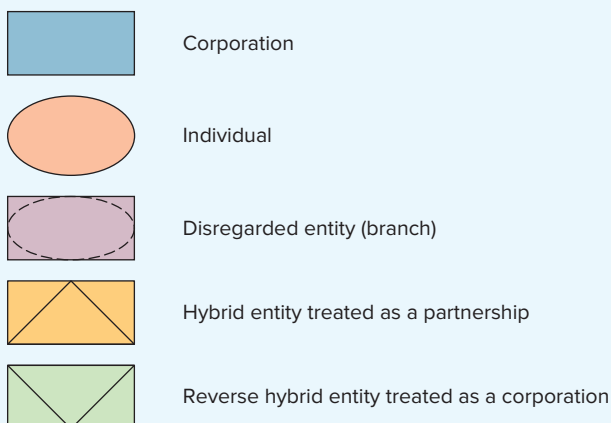 Corporation
Individual
Disregarded entity (branch)
Hybrid entity treated as a partnership
Reverse hybrid entity treated as a corporation